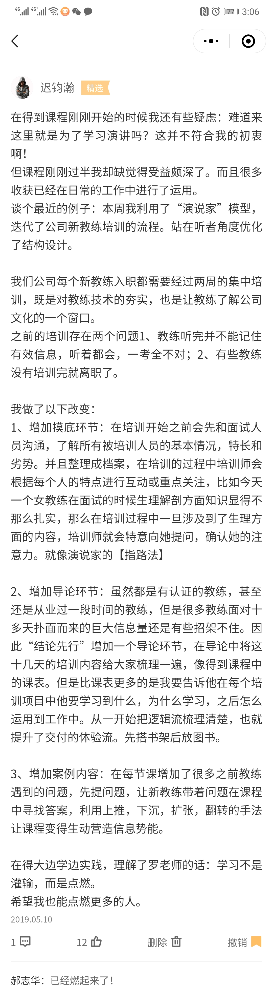 4G 4G+ 77 3:06
迟钧瀚 精选
在得到课程刚刚开始的时候我还有些疑虑：难道来
这里就是为了学习演讲吗？这并不符合我的初衷
啊！
但课程刚刚过半我却缺觉得受益颇深了。而且很多
收获已经在日常的工作中进行了运用。
谈个最近的例子：本周我利用了“演说家”模型，
迭代了公司新教练培训的流程。站在听者角度优化
了结构设计。
我们公司每个新教练入职都需要经过两周的集中培
训，既是对教练技术的夯实，也是让教练了解公司
文化的一个窗口。
之前的培训存在两个问题1、教练听完并不能记住
有效信息，听着都会，一考全不对；2、有些教练
没有培训完就离职了。
我做了以下改变：
1、增加摸底环节：在培训开始之前会先和面试人
员沟通，了解所有被培训人员的基本情况，特长和
劣势。并且整理成档案，在培训的过程中培训师会
根据每个人的特点进行互动或重点关注，比如今天
一个女教练在面试的时候生理解剖方面知识显得不
那么扎实，那么在培训过程中一旦涉及到了生理方
面的内容，培训师就会特意向她提问，确认她的注
意力。就像演说家的【指路法】
2、增加导论环节：虽然都是有认证的教练，甚至
还是从业过一段时间的教练，但是很多教练面对十
多天扑面而来的巨大信息量还是有些招架不住。因
此“结论先行”增加一个导论环节，在导论中将这
十几天的培训内容给大家梳理一遍，像得到课程中
的课表。但是比课表更多的是我要告诉他在每个培
训项目中他要学习到什么，为什么学习，之后怎么
运用到工作中。从一开始把逻辑流梳理清楚，也就
提升了交付的体验流。先搭书架后放图书。
3、增加案例内容：在每节课增加了很多之前教练
遇到的问题，先提问题，让新教练带着问题在课程
中寻找答案，利用上推，下沉，扩张，翻转的手法
让课程变得生动营造信息势能。
在得大边学边实践，理解了罗老师的话：学习不是
灌输，而是点燃。
希望我也能点燃更多的人。
2019.05.10
1 12 删除 撤销
郝志华：已经燃起来了！